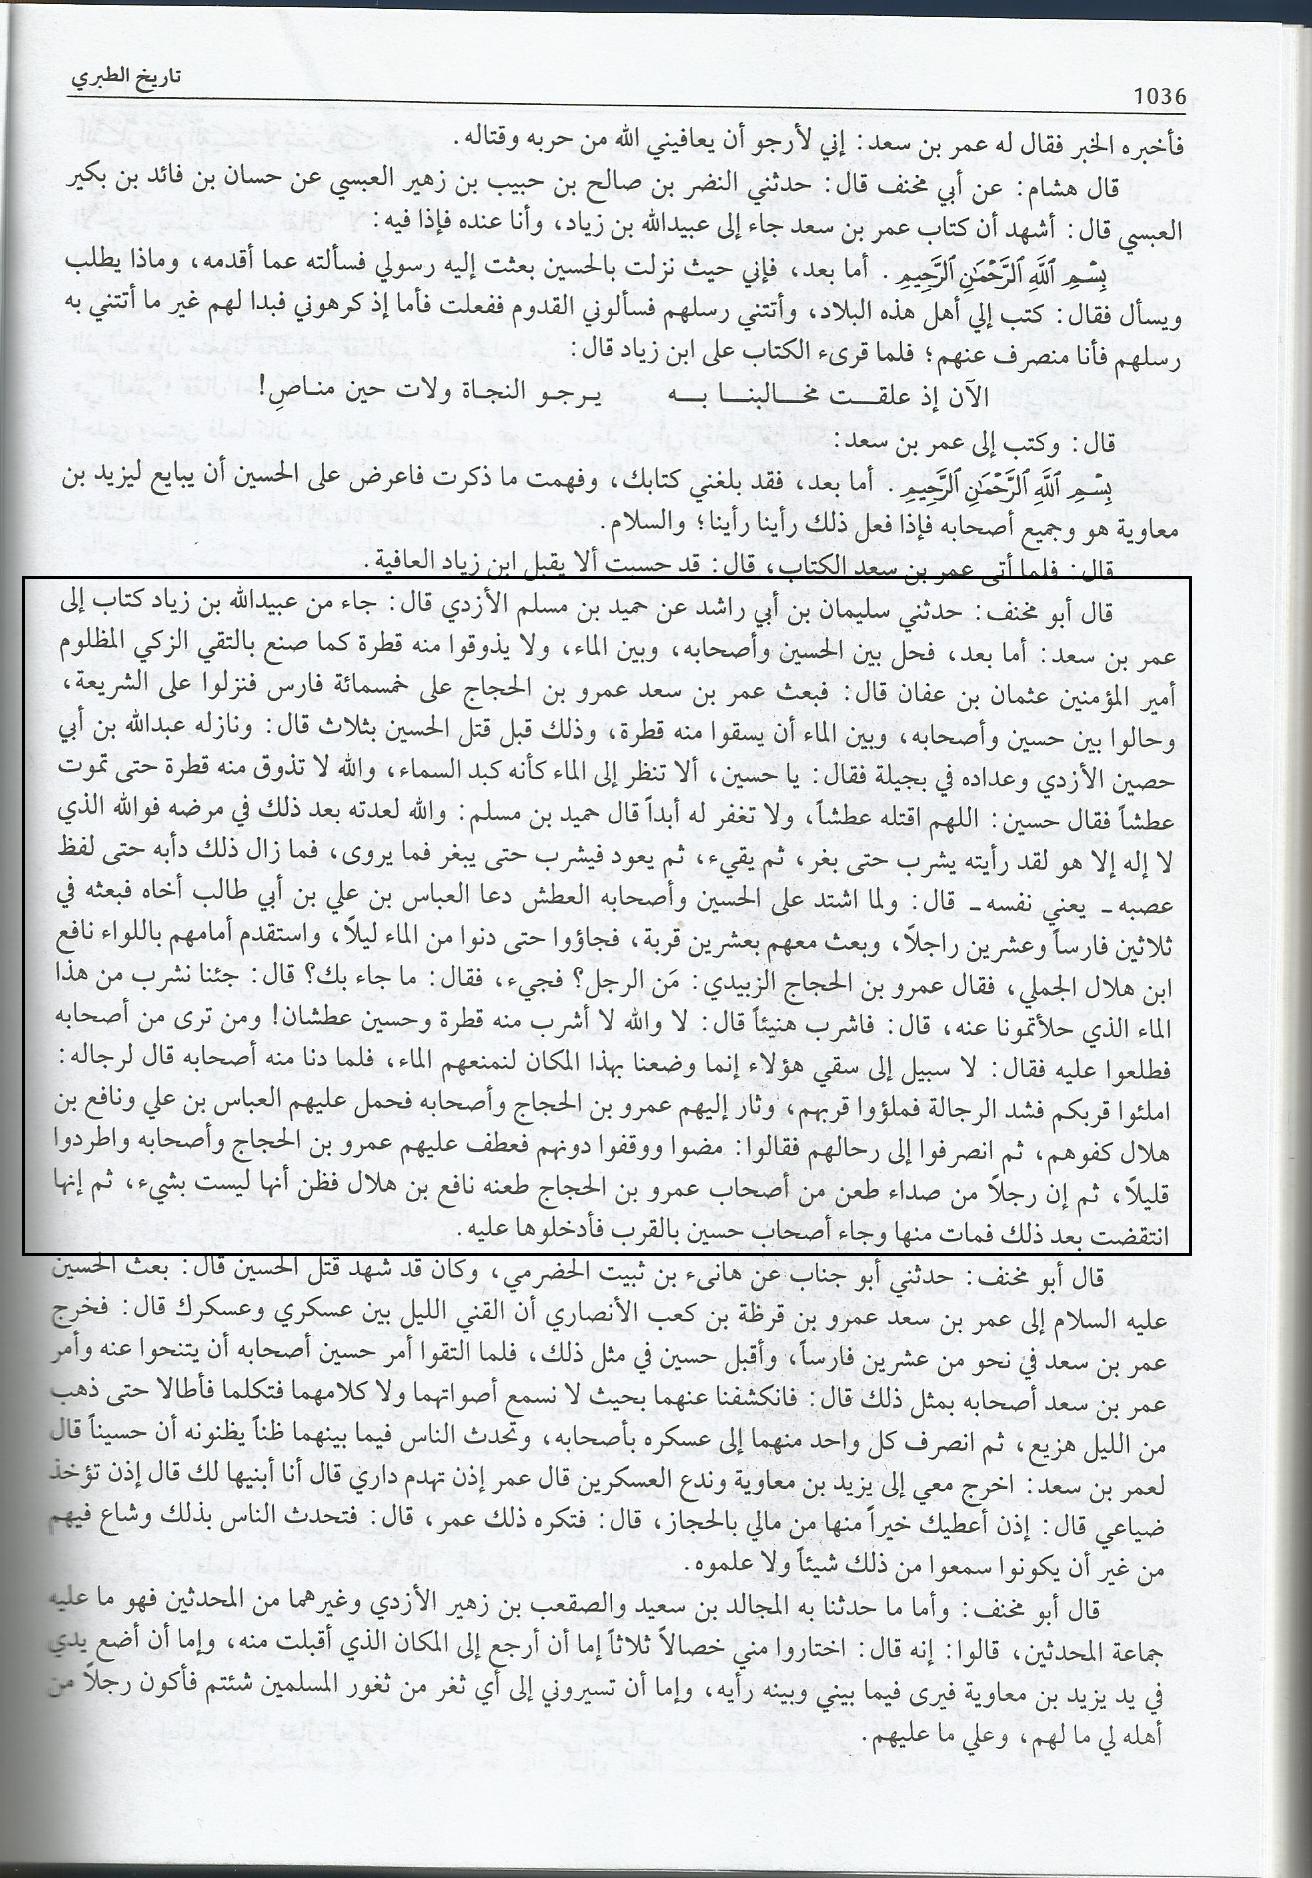 1036
تاريخ الطبري
فأخبره الخبر فقال له عمر بن سعد: إني لأرجو أن يعافيني الله من حربه وقتاله.
قال هشام: عن أبي مخنف قال: حدثني النضر بن صالح بن حبيب بن زهير العبسي عن حسان بن فائد بن بكير
العبسي قال: أشهد أن كتاب عمر بن سعد جاء إلى عبيدالله بن زياد، وأنا عنده فإذا فيه:
بِسْمِ ٱللَّهِ ٱلرَّحْمَٰنِ ٱلرَّحِيمِ. أما بعد، فإني حيث نزلت بالحسين بعثت إليه رسولي فسألته عما أقدمه، وماذا يطلب
ويسأل فقال: كتب إلي أهل هذه البلاد، وأتتني رسلهم فسألوني القدوم ففعلت فأما إذ كرهوني فبدا لهم غير ما أتتني به
رسلهم فأنا منصرف عنهم؛ فلما قرىء الكتاب على ابن زياد قال:
الآن إذ علقـــت مخـــالبنـــا بـــه يـرجـو النجـاة ولات حين منـاصِ!
قال: وكتب إلى عمر بن سعد:
بِسْمِ ٱللَّهِ ٱلرَّحْمَٰنِ ٱلرَّحِيمِ. أما بعد، فقد بلغني كتابك، وفهمت ما ذكرت فاعرض على الحسين أن يبايع ليزيد بن
معاوية هو وجميع أصحابه فإذا فعل ذلك رأينا رأينا؛ والسلام.
قال: فلما أتى عمر بن سعد الكتاب، قال: قد حسبت ألا يقبل ابن زياد العافية.
قال أبو مخنف: حدثني سليمان بن أبي راشد عن حميد بن مسلم الأزدي قال: جاء من عبيدالله بن زياد كتاب إلى
عمر بن سعد: أما بعد، فحل بين الحسين وأصحابه، وبين الماء، ولا يذوقوا منه قطرة كما صنع بالتقي الزكي المظلوم
أمير المؤمنين عثمان بن عفان قال: فبعث عمر بن سعد عمرو بن الحجاج على خمسمائة فارس فنزلوا على الشريعة،
وحالوا بين حسين وأصحابه، وبين الماء أن يسقوا منه قطرة، وذلك قبل قتل الحسين بثلاث قال: ونازله عبدالله بن أبي
حصين الأزدي وعداده في بجيلة فقال: يا حسين، ألا تنظر إلى الماء كأنه كبد السماء، والله لا تذوق منه قطرة حتى تموت
عطشاً فقال حسين: اللهم اقتله عطشاً، ولا تغفر له أبداً قال حميد بن مسلم: والله لعدته بعد ذلك في مرضه فوالله الذي
لا إله إلا هو لقد رأيته يشرب حتى بغر، ثم يقيء، ثم يعود فيشرب حتى يبغر فما يروى، فما زال ذلك دأبه حتى لفظ
عصبه ـ يعني نفسه ـ قال: ولما اشتد على الحسين وأصحابه العطش دعا العباس بن علي بن أبي طالب أخاه فبعثه في
ثلاثين فارساً وعشرين راجلاً، وبعث معهم بعشرين قربة، فجاؤوا حتى دنوا من الماء ليلاً، واستقدم أمامهم باللواء نافع
ابن هلال الجملي، فقال عمرو بن الحجاج الزبيدي: مَن الرجل؟ فجيء، فقال: ما جاء بك؟ قال: جئنا نشرب من هذا
الماء الذي حلأتمونا عنه، قال: فاشرب هنيئاً قال: لا والله لا أشرب منه قطرة وحسين عطشان! ومن ترى من أصحابه
فطلعوا عليه فقال: لا سبيل إلى سقي هؤلاء إنما وضعنا بهذا المكان لنمنعهم الماء، فلما دنا منه أصحابه قال لرجاله:
املئوا قربكم فشد الرجالة فملؤوا قربهم، وثار إليهم عمرو بن الحجاج وأصحابه فحمل عليهم العباس بن علي ونافع بن
هلال كفوهم، ثم انصرفوا إلى رحالهم فقالوا: مضوا ووقفوا دونهم فعطف عليهم عمرو بن الحجاج وأصحابه واطردوا
قليلاً، ثم إن رجلاً من صداء طعن من أصحاب عمرو بن الحجاج طعنه نافع بن هلال فظن أنها ليست بشيء، ثم إنها
انتقضت بعد ذلك فمات منها وجاء أصحاب حسين بالقرب فأدخلوها عليه.
قال أبو مخنف: حدثني أبو جناب عن هانىء بن ثبيت الحضرمي، وكان قد شهد قتل الحسين قال: بعث الحسين
عليه السلام إلى عمر بن سعد عمرو بن قرظة بن كعب الأنصاري أن القني الليل بين عسكري وعسكرك قال: فخرج
عمر بن سعد في نحو من عشرين فارساً، وأقبل حسين في مثل ذلك، فلما التقوا أمر حسين أصحابه أن يتنحوا عنه وأمر
عمر بن سعد أصحابه بمثل ذلك قال: فانكشفنا عنهما بحيث لا نسمع أصواتهما ولا كلامهما فتكلما فأطالا حتى ذهب
من الليل هزيع، ثم انصرف كل واحد منهما إلى عسكره بأصحابه، وتحدث الناس فيما بينهما ظناً يظنونه أن حسيناً قال
لعمر بن سعد: اخرج معي إلى يزيد بن معاوية وندع العسكرين قال عمر إذن تهدم داري قال أنا أبنيها لك قال إذن تؤخذ
ضياعي قال: إذن أعطيك خيراً منها من مالي بالحجاز، قال: فتكره ذلك عمر، قال: فتحدث الناس بذلك وشاع فيهم
من غير أن يكونوا سمعوا من ذلك شيئاً ولا علموه.
قال أبو مخنف: وأما ما حدثنا به المجالد بن سعيد والصقعب بن زهير الأزدي وغيرهما من المحدثين فهو ما عليه
جماعة المحدثين، قالوا: إنه قال: اختاروا مني خصالاً ثلاثاً إما أن أرجع إلى المكان الذي أقبلت منه، وإما أن أضع يدي
في يد يزيد بن معاوية فيرى فيما بيني وبينه رأيه، وإما أن تسيروني إلى أي ثغر من ثغور المسلمين شئتم فأكون رجلاً من
أهله لي ما لهم، وعلي ما عليهم.